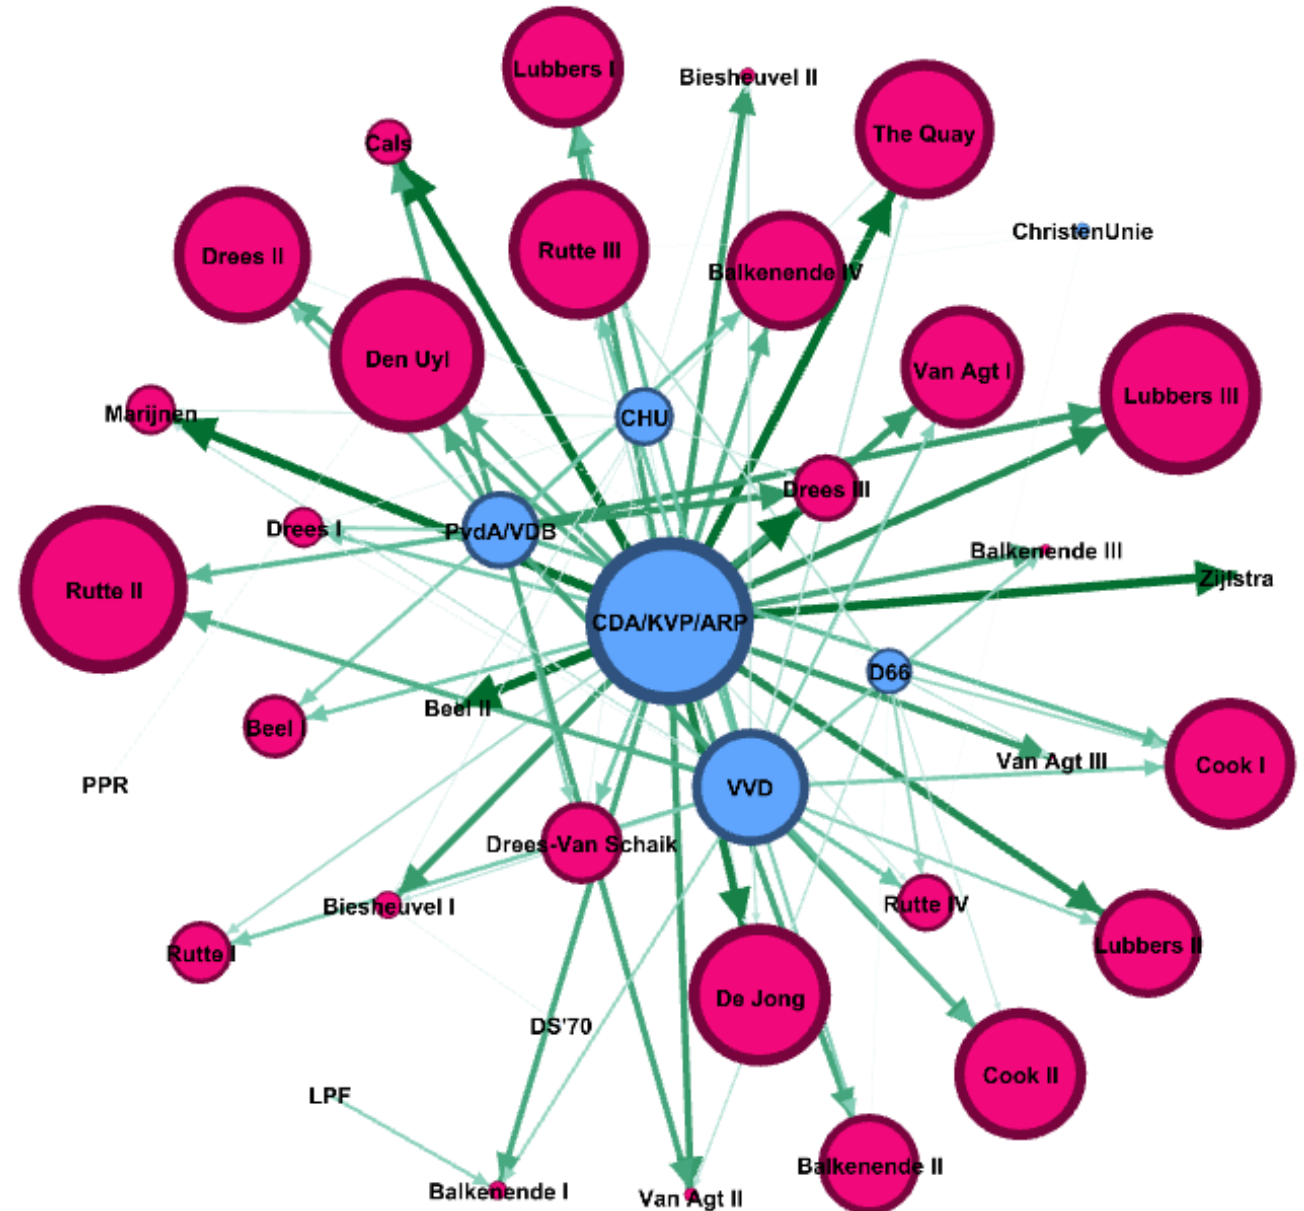 Lubbers I
Biesheuvel II
The Quay
Cals
ChristenUnie
Drees II
Rutte III
Balkenende IV
Den Uyl
Van Agt I
Lubbers III
Marijnen
CHU
Drees III
Drees I
PvdA/VDB
Balkenende III
Zijlstra
Rutte II
CDA/KVP/ARP
D66
Beel II
Beel I
Van Agt III
Cook I
PPR
VVD
Drees-Van Schaik
Biesheuvel I
Rutte IV
Rutte I
Lubbers II
De Jong
DS'70
Cook II
LPF
Balkenende II
Balkenende I
Van Agt II